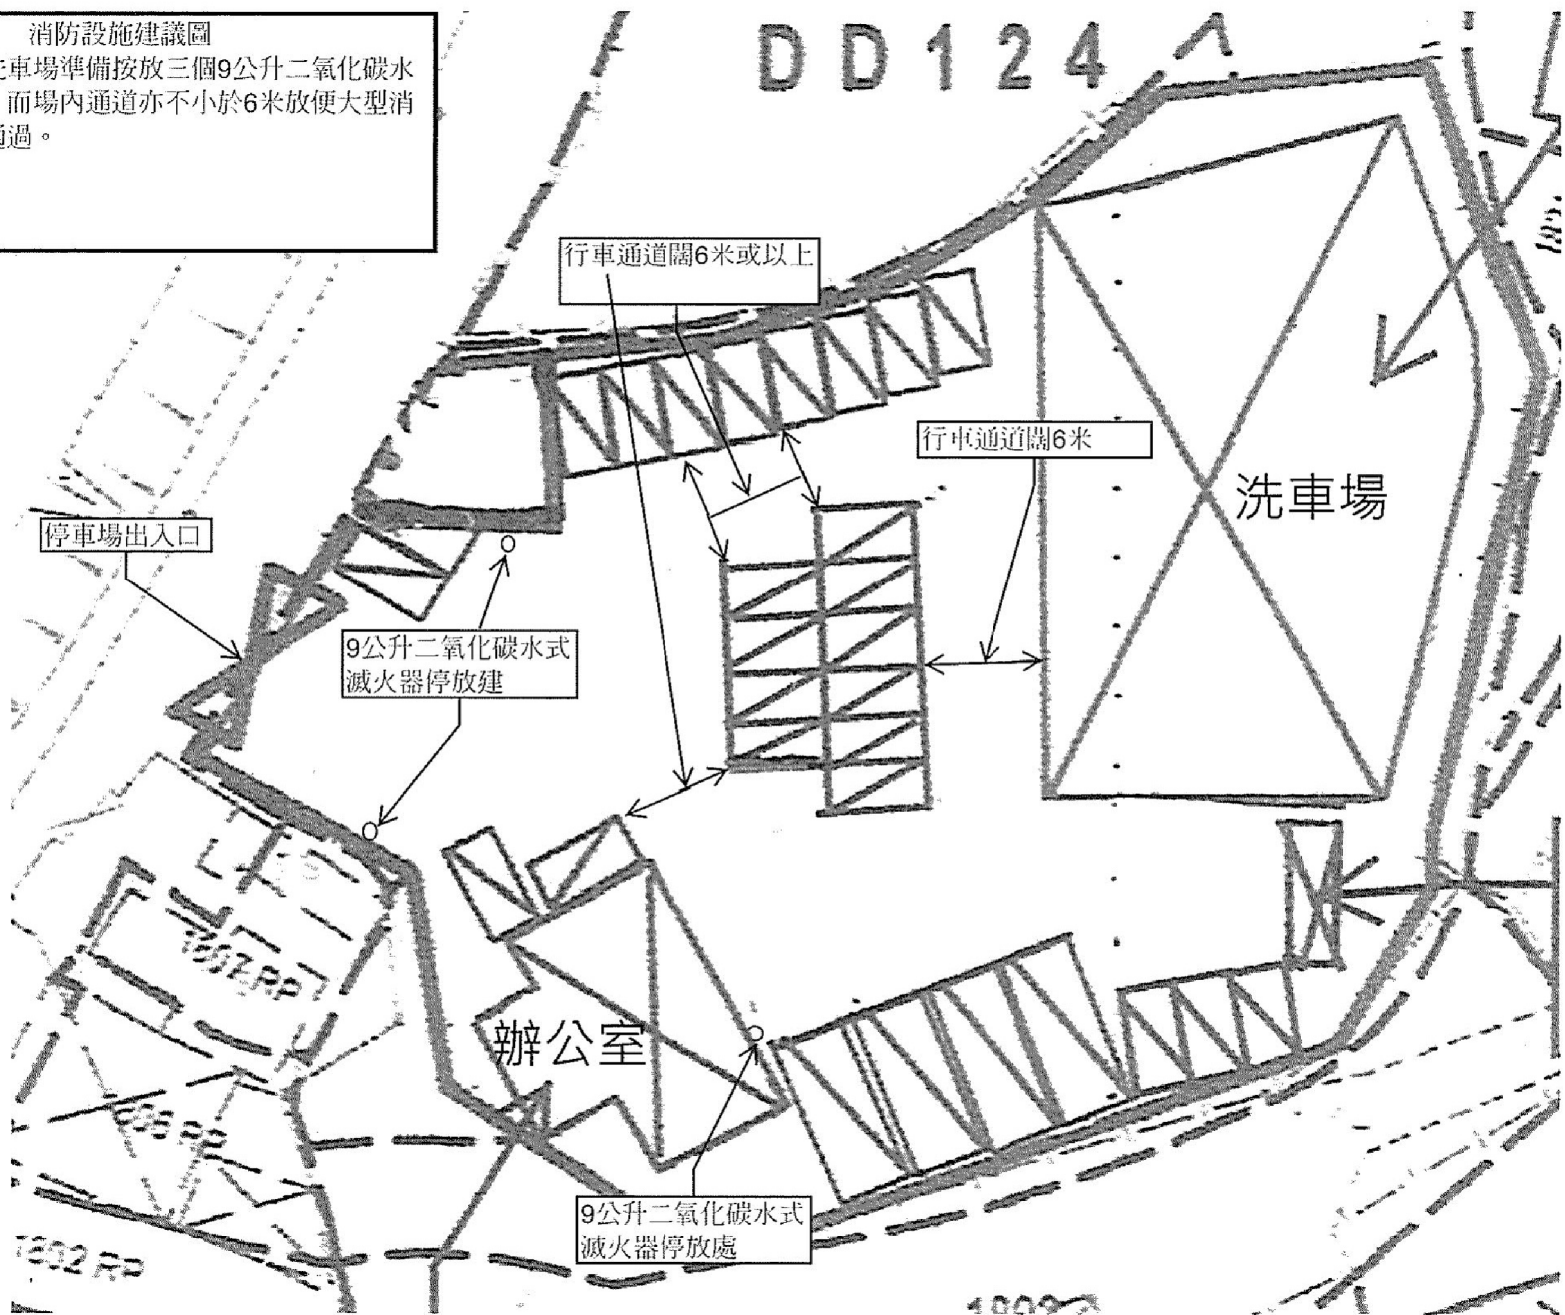 消防設施建議圖
車場準備按放三個9公升二氧化碳水
而場內通道亦不小於6米放便大型消
過。
DD124
行車通道闊6米或以上
行車通道闊6米
洗車場
停車場出入口
9公升二氧化碳水式
滅火器停放建
1807 RP
辦公室
9公升二氧化碳水式
滅火器停放處
1802 RP